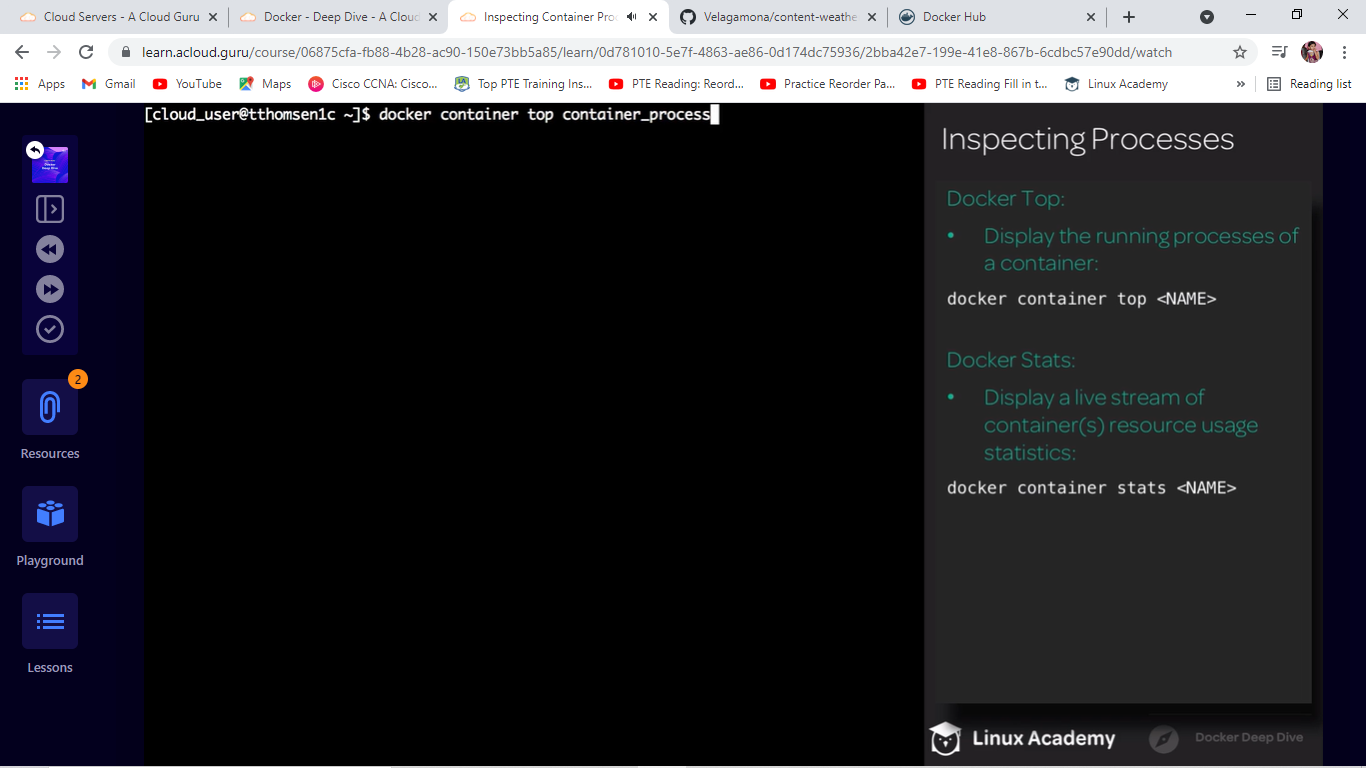 Cloud Servers - A Cloud Guru
Docker - Deep Dive - A Cloud
Inspecting Container Pro
Velagamona/content-weathe
Docker Hub
learn.acloud.guru/course/06875cfa-fb88-4b28-ac90-150e73bb5a85/learn/0d781010-5e7f-4863-ae86-0d174dc75936/2bba42e7-199e-41e8-867b-6cdbc57e90dd/watch
Apps
Gmail
YouTube
Maps
Cisco CCNA: Cisco...
Top PTE Training Ins...
PTE Reading: Reord...
Practice Reorder Pa...
PTE Reading Fill in t...
Linux Academy
»
Reading list
[cloud_user@tthomsen1c ~]$ docker container top container_process
2
Resources
Playground
Lessons
Inspecting Processes
Docker Top:
• Display the running processes of
a container:
docker container top <NAME>
Docker Stats:
• Display a live stream of
container(s) resource usage
statistics:
docker container stats <NAME>
Linux Academy
Docker Deep Dive